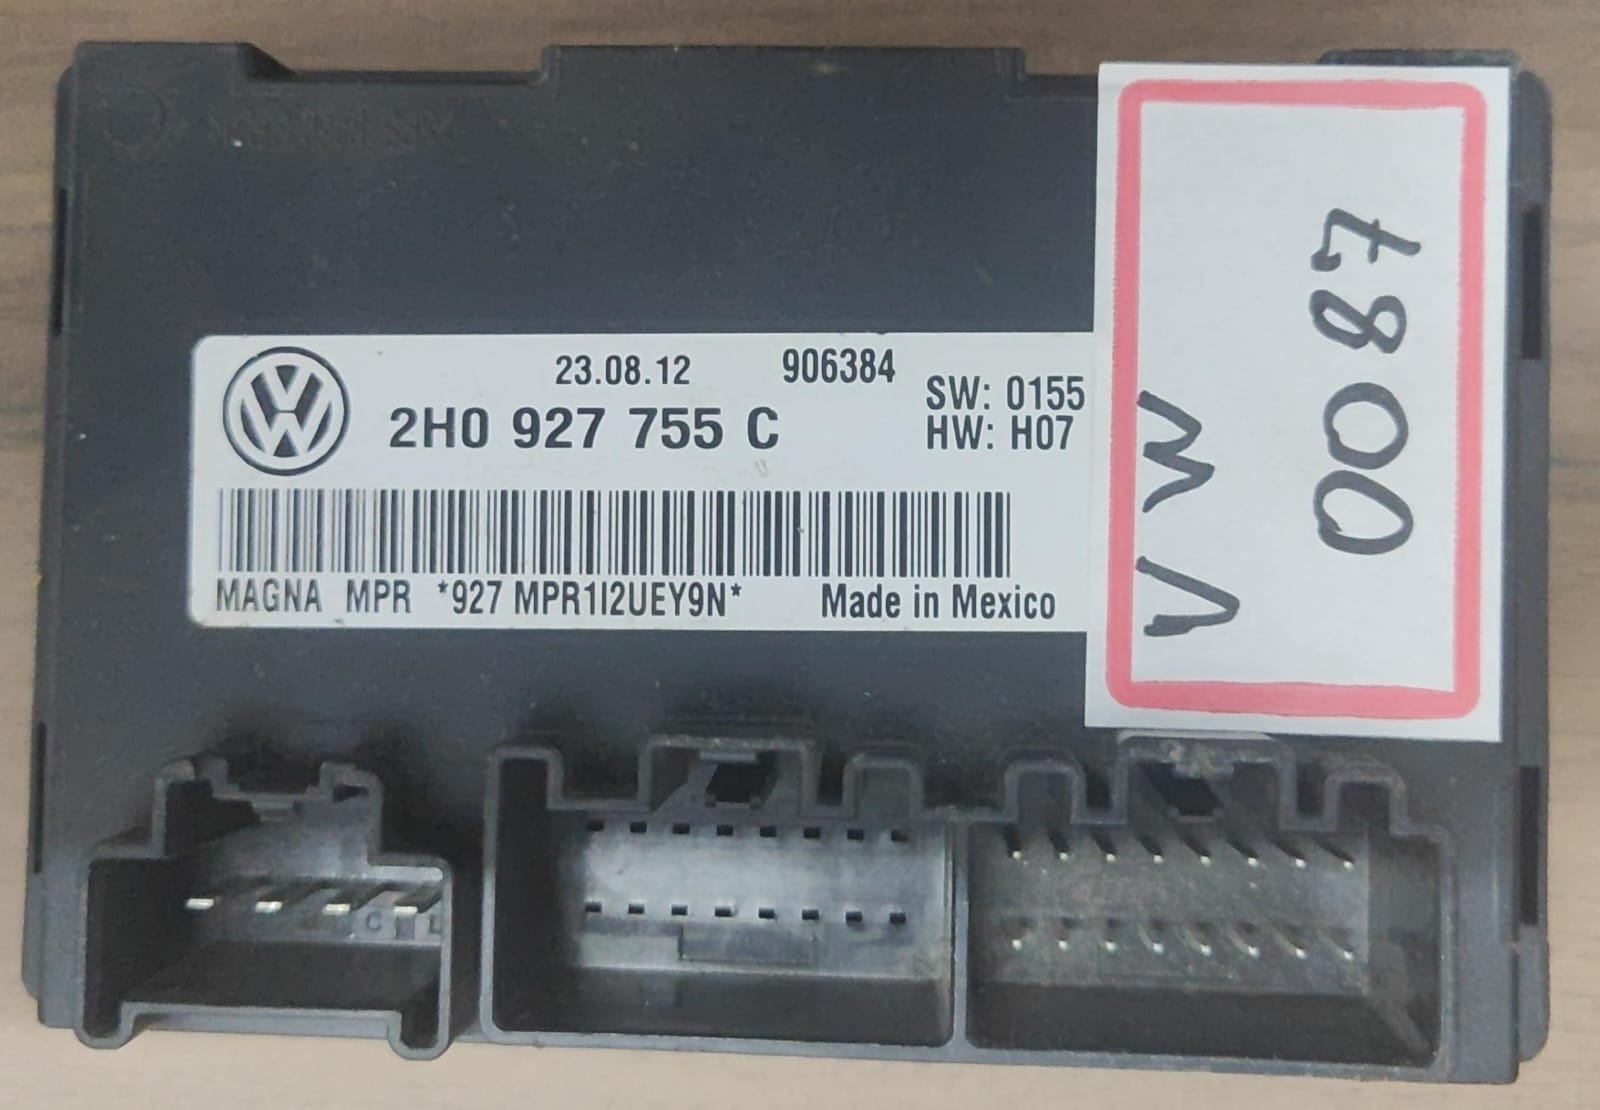 23.08.12 906384
2H0 927 755 C
SW: 0155
HW: H07
MAGNA MPR *927 MPR1I2UEY9N* Made in Mexico
VW
0087